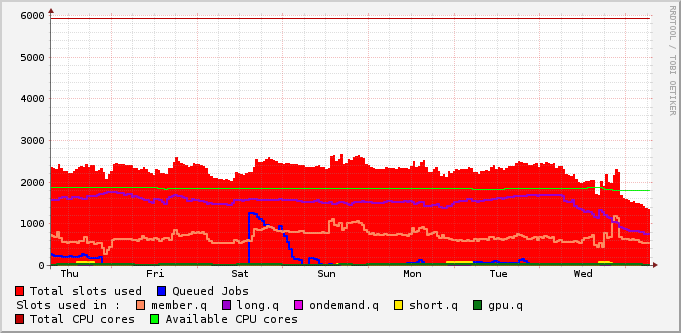 RRDTOOL / TOBI OETIKER
6000
5000
4000
3000
2000
1000
0
Thu Fri Sat Sun Mon Tue Wed
Total slots used Queued Jobs
Slots used in : member.q long.q ondemand.q short.q gpu.q
Total CPU cores Available CPU cores